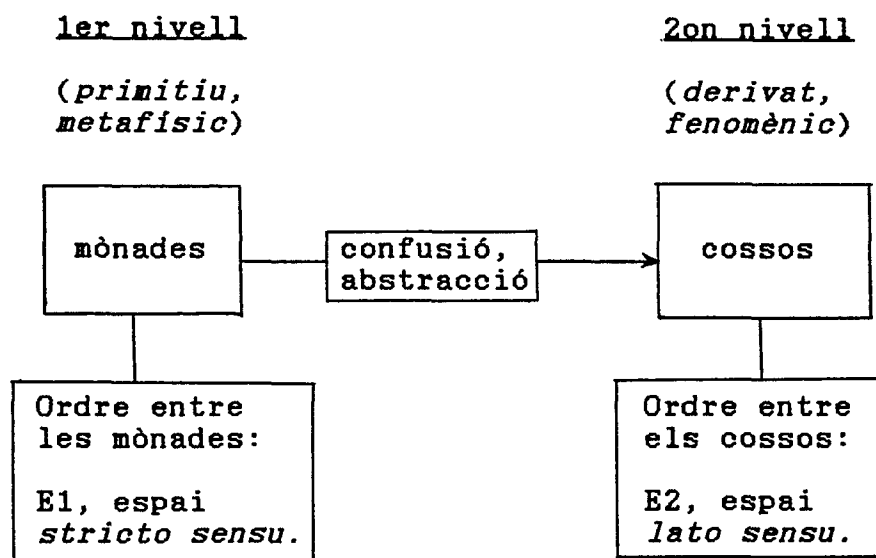 1er nivell
(primitiu,
metafísic)
2on nivell
(derivat,
fenomènic)
mònades
confusió,
abstracció
cossos
Ordre entre
les mònades:
E1, espai
stricto sensu.
Ordre entre
els cossos:
E2, espai
lato sensu.